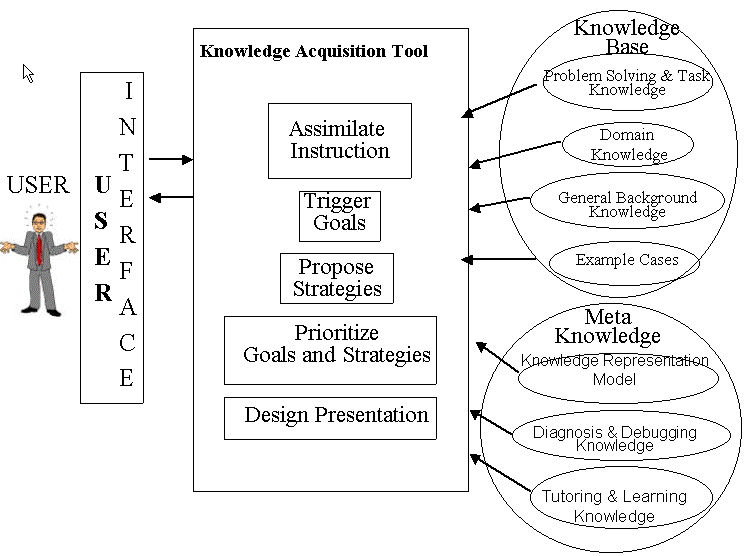 USER
USER
INTERFACE
Knowledge Acquisition Tool
Assimilate
Instruction
Trigger
Goals
Propose
Strategies
Prioritize
Goals and Strategies
Design Presentation
Knowledge
Base
Problem Solving & Task
Knowledge
Domain
Knowledge
General Background
Knowledge
Example Cases
Meta
Knowledge
Knowledge Representation
Model
Diagnosis & Debugging
Knowledge
Tutoring & Learning
Knowledge